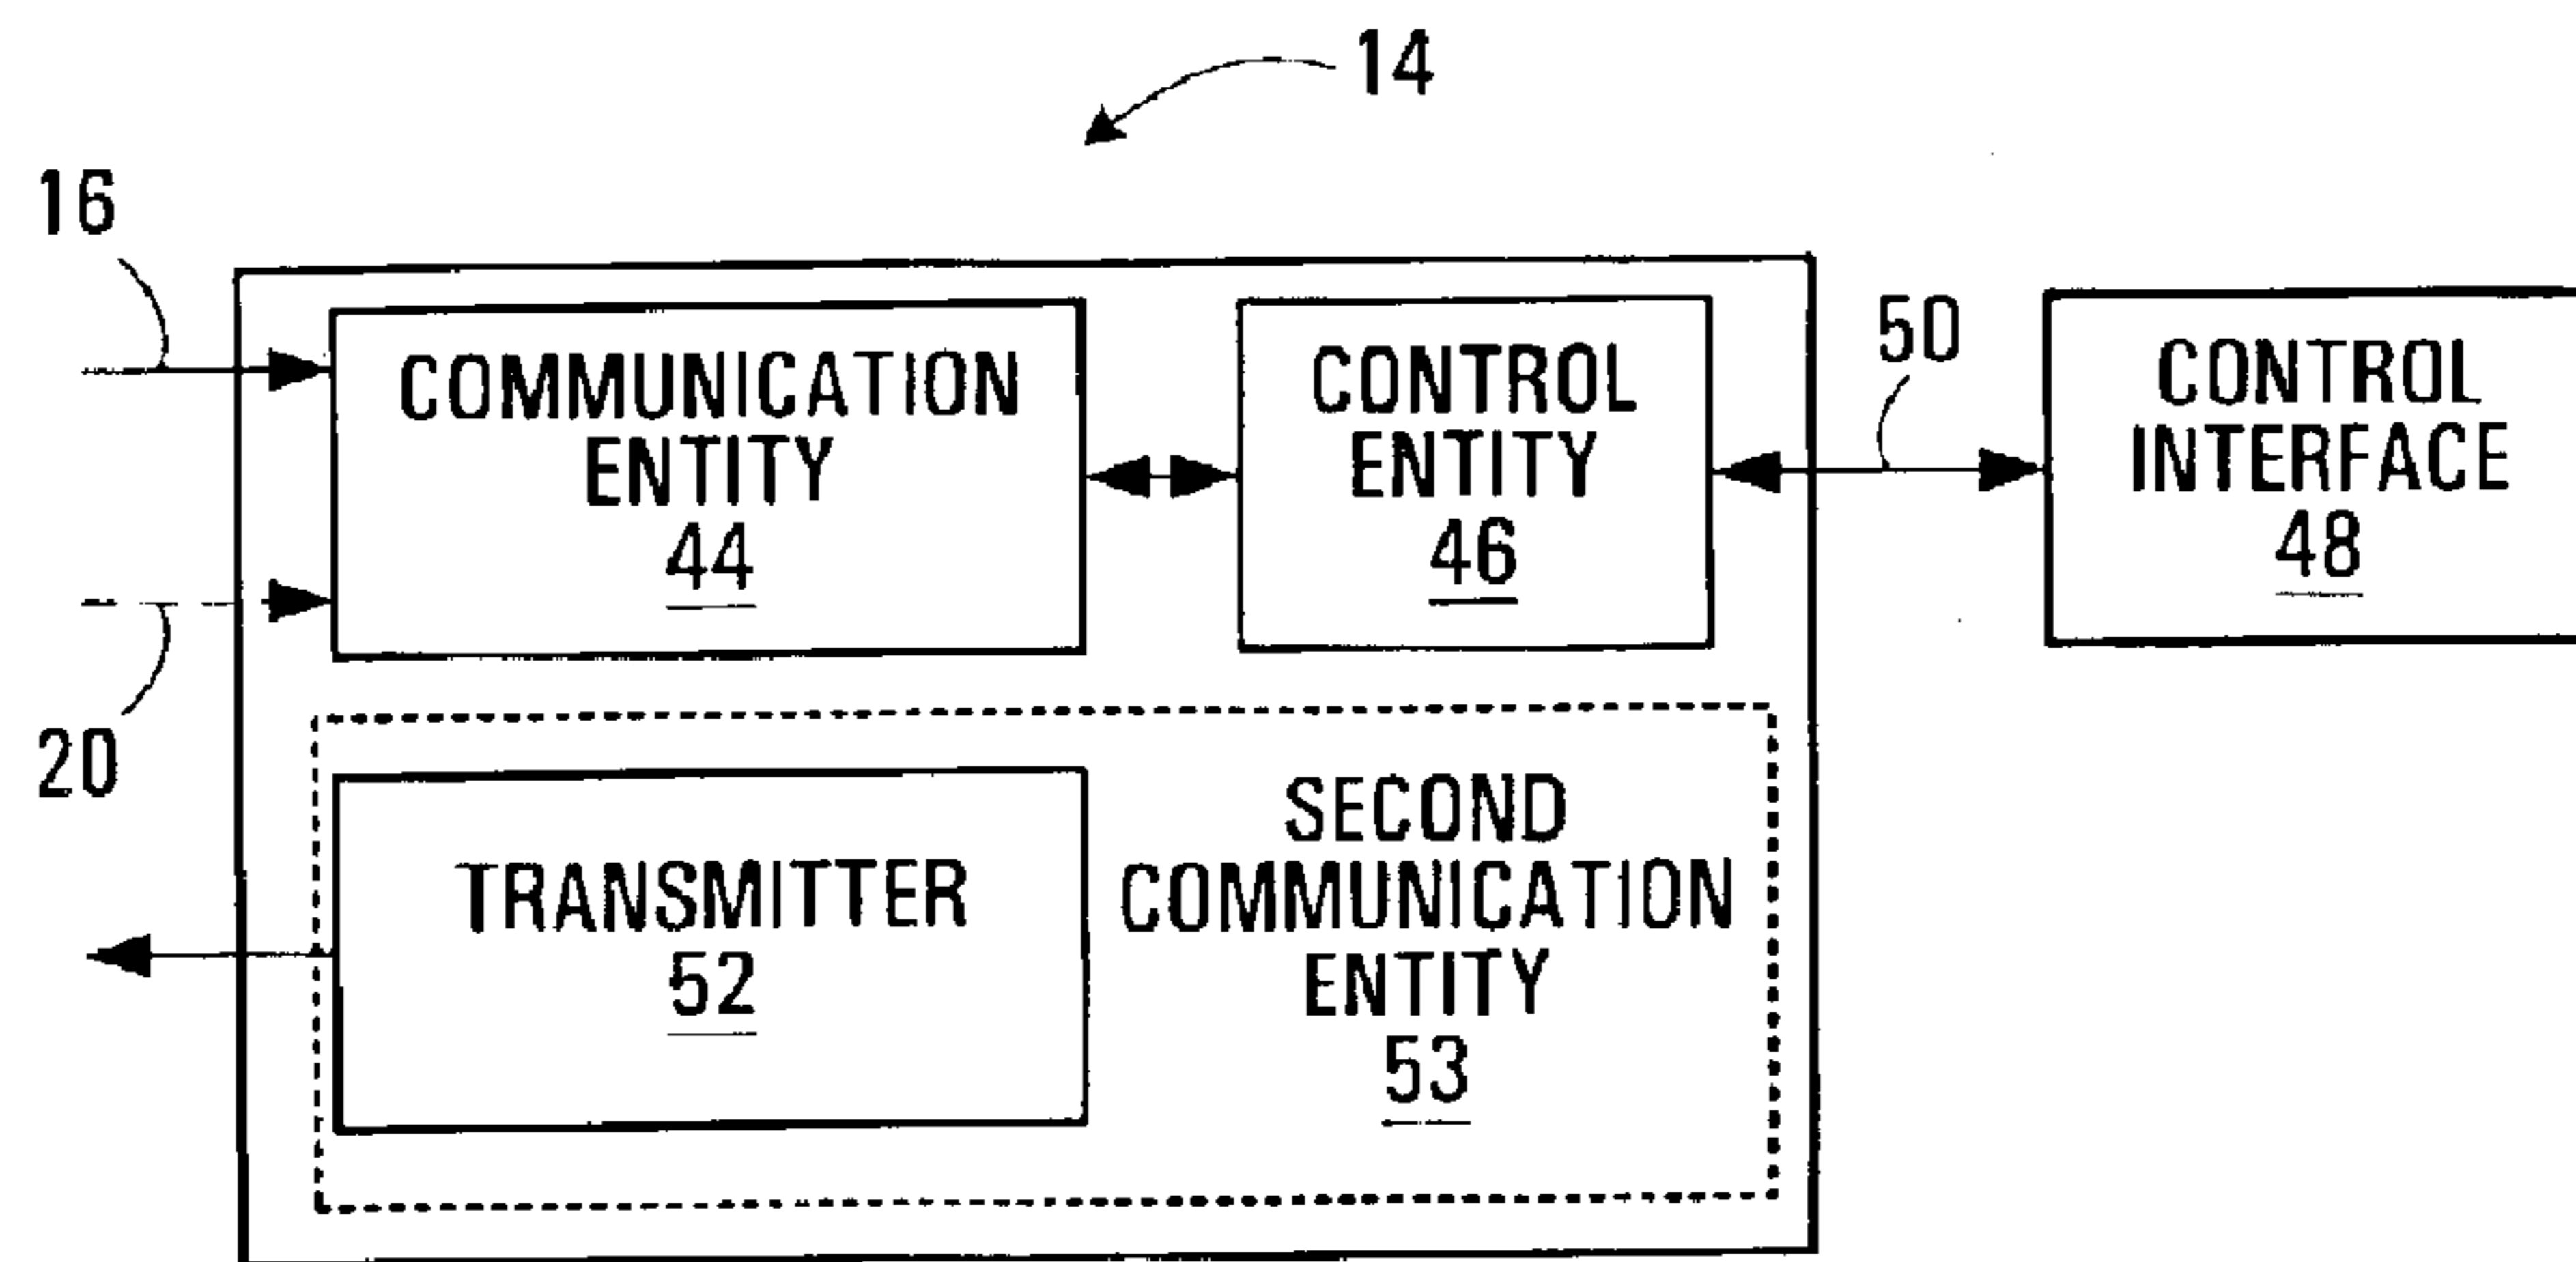 14
16
COMMUNICATION
ENTITY
44
CONTROL
ENTITY
46
50
CONTROL
INTERFACE
48
20
TRANSMITTER
52
SECOND
COMMUNICATION
ENTITY
53